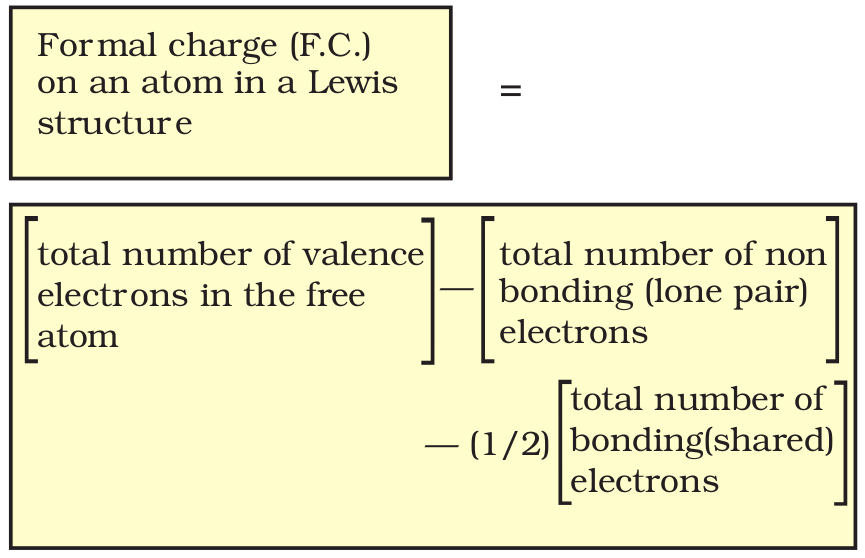 Formal charge (F.C.)
on an atom in a Lewis
structure
=
total number of valence
electrons in the free
atom
—
total number of non
bonding (lone pair)
electrons
— (1/2)
total number of
bonding(shared)
electrons